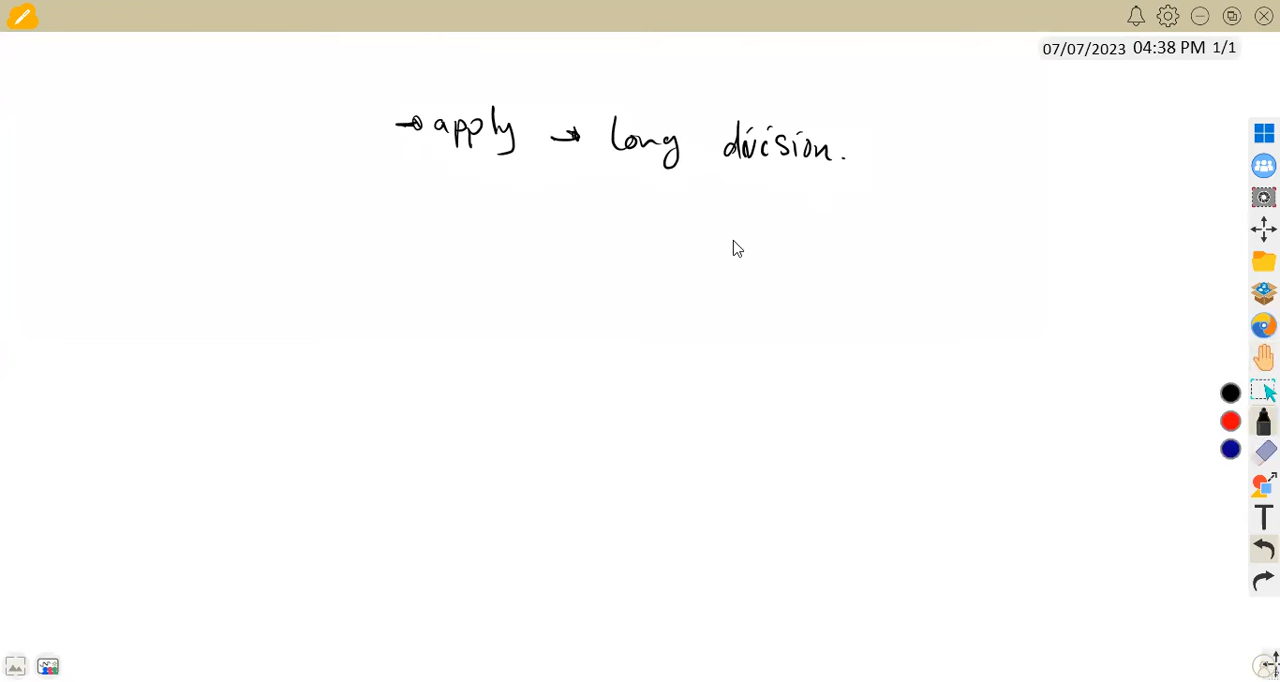 07/07/2023 04:38 PM 1/1
→ apply → long division.
T